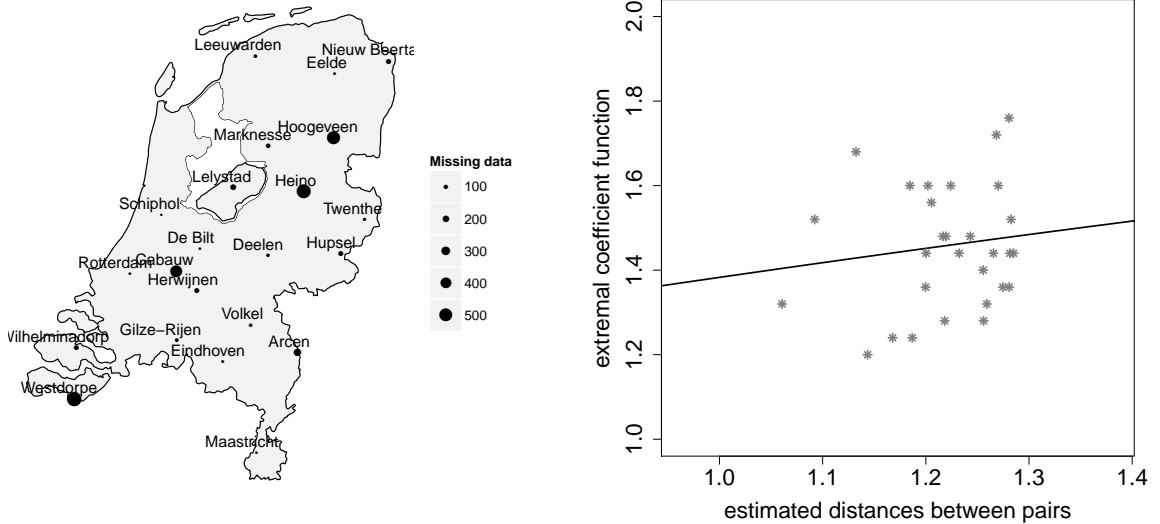 Leeuwarden
Nieuw Beerta
Eelde
Hoogeveen
Marknesse
Lelystad
Heino
Schiphol
Twenthe
De Bilt
Deelen
Hupsel
Cabauw
Rotterdam
Herwijnen
Volkel
Gilze−Rijen
Wilhelminadorp
Arcen
Eindhoven
Westdorpe
Maastricht
Missing data
100
200
300
400
500
extremal coefficient function
2.0
1.8
1.6
1.4
1.2
1.0
1.0 1.1 1.2 1.3 1.4
estimated distances between pairs